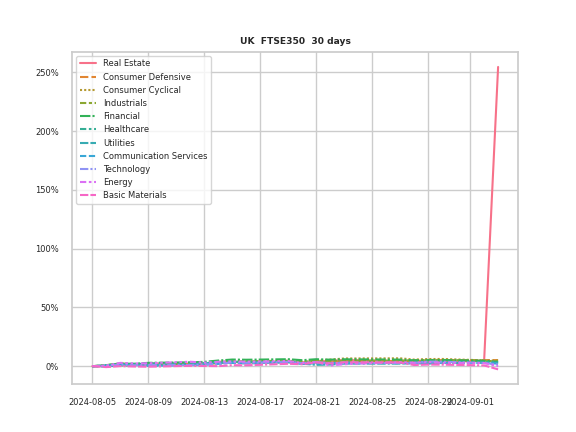 UK  FTSE350  30 days
Real Estate
Consumer Defensive
Consumer Cyclical
Industrials
Financial
Healthcare
Utilities
Communication Services
Technology
Energy
Basic Materials
250%
200%
150%
100%
50%
0%
2024-08-05 2024-08-09 2024-08-13 2024-08-17 2024-08-21 2024-08-25 2024-08-29 2024-09-01